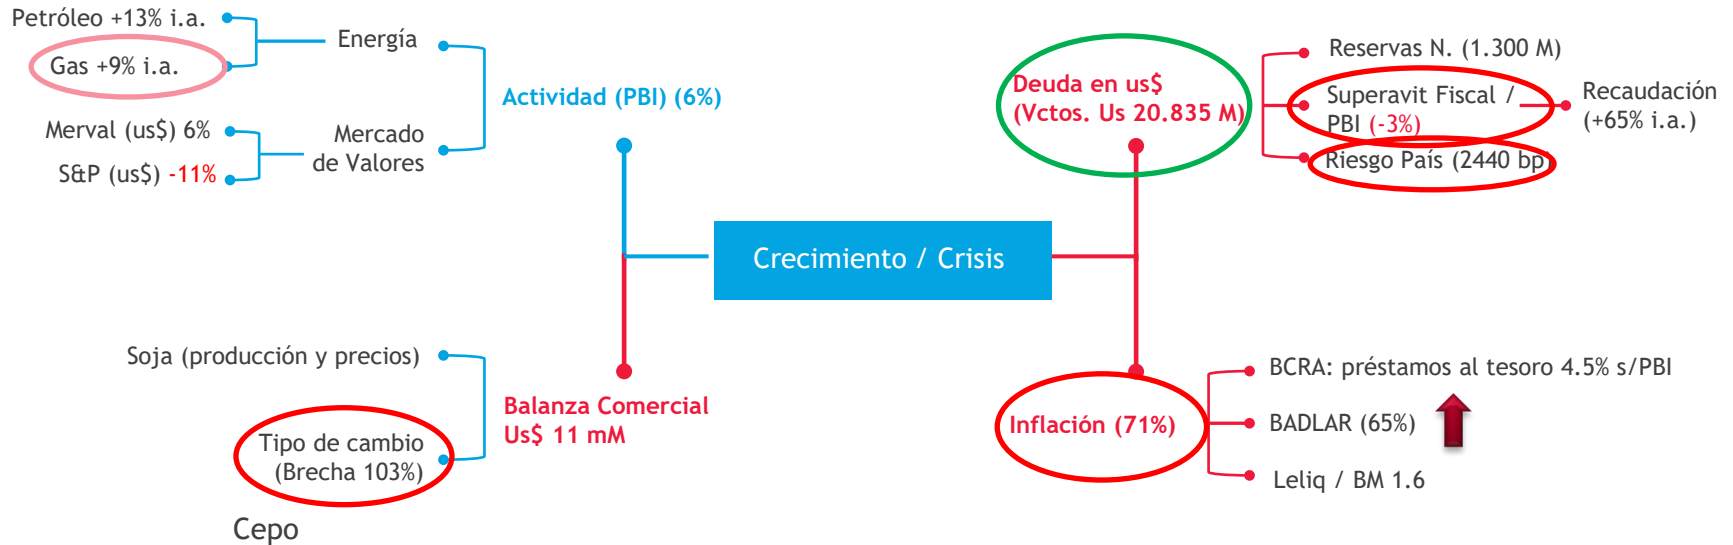 Petróleo +13% i.a.
Gas +9% i.a.
Energía
Merval (us$) 6%
S&P (us$) -11%
Mercado
de Valores
Actividad (PBI) (6%)
Soja (producción y precios)
Tipo de cambio
(Brecha 103%)
Cepo
Balanza Comercial
Us$ 11 mM
Crecimiento / Crisis
Deuda en us$
(Vctos. Us 20.835 M)
Reservas N. (1.300 M)
Superavit Fiscal /
PBI (-3%)
Recaudación
(+65% i.a.)
Riesgo País (2440 bp)
Inflación (71%)
BCRA: préstamos al tesoro 4.5% s/PBI
BADLAR (65%)
Leliq / BM 1.6